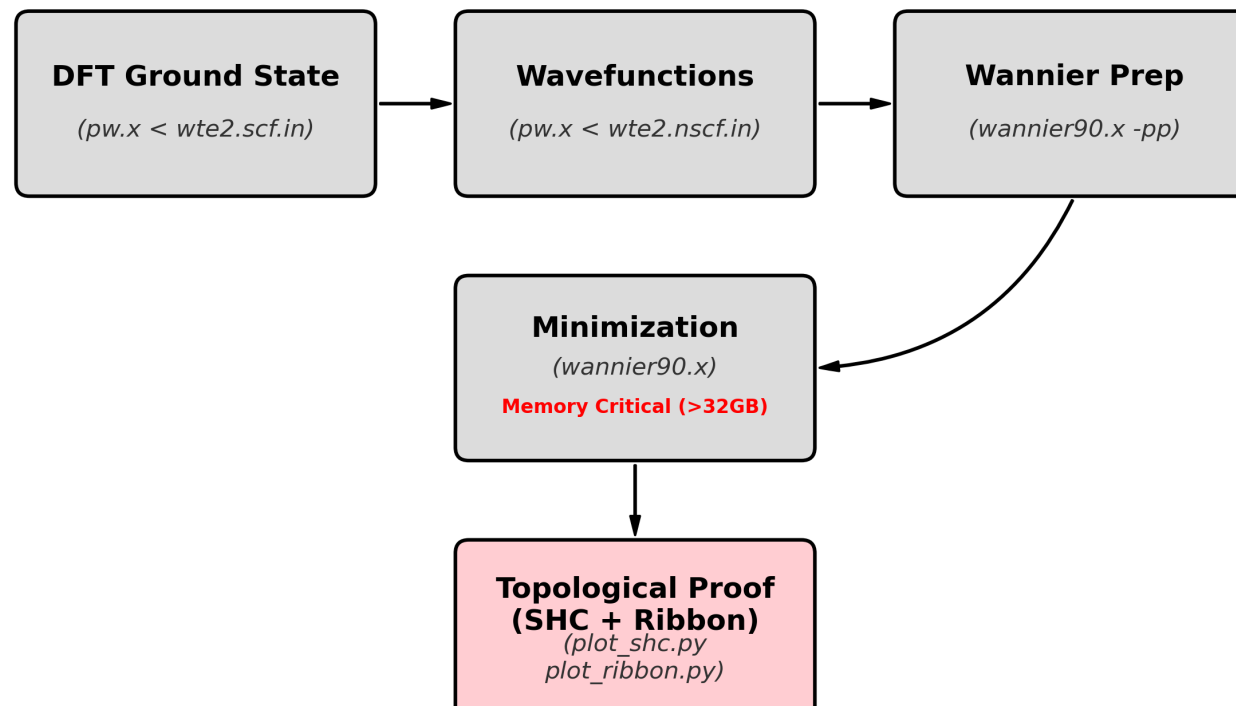 DFT Ground State
(pw.x < wte2.scf.in)
Wavefunctions
(pw.x < wte2.nscf.in)
Wannier Prep
(wannier90.x -pp)
Minimization
(wannier90.x)
Memory Critical (>32GB)
Topological Proof
(SHC + Ribbon)
(plot_shc.py
plot_ribbon.py)